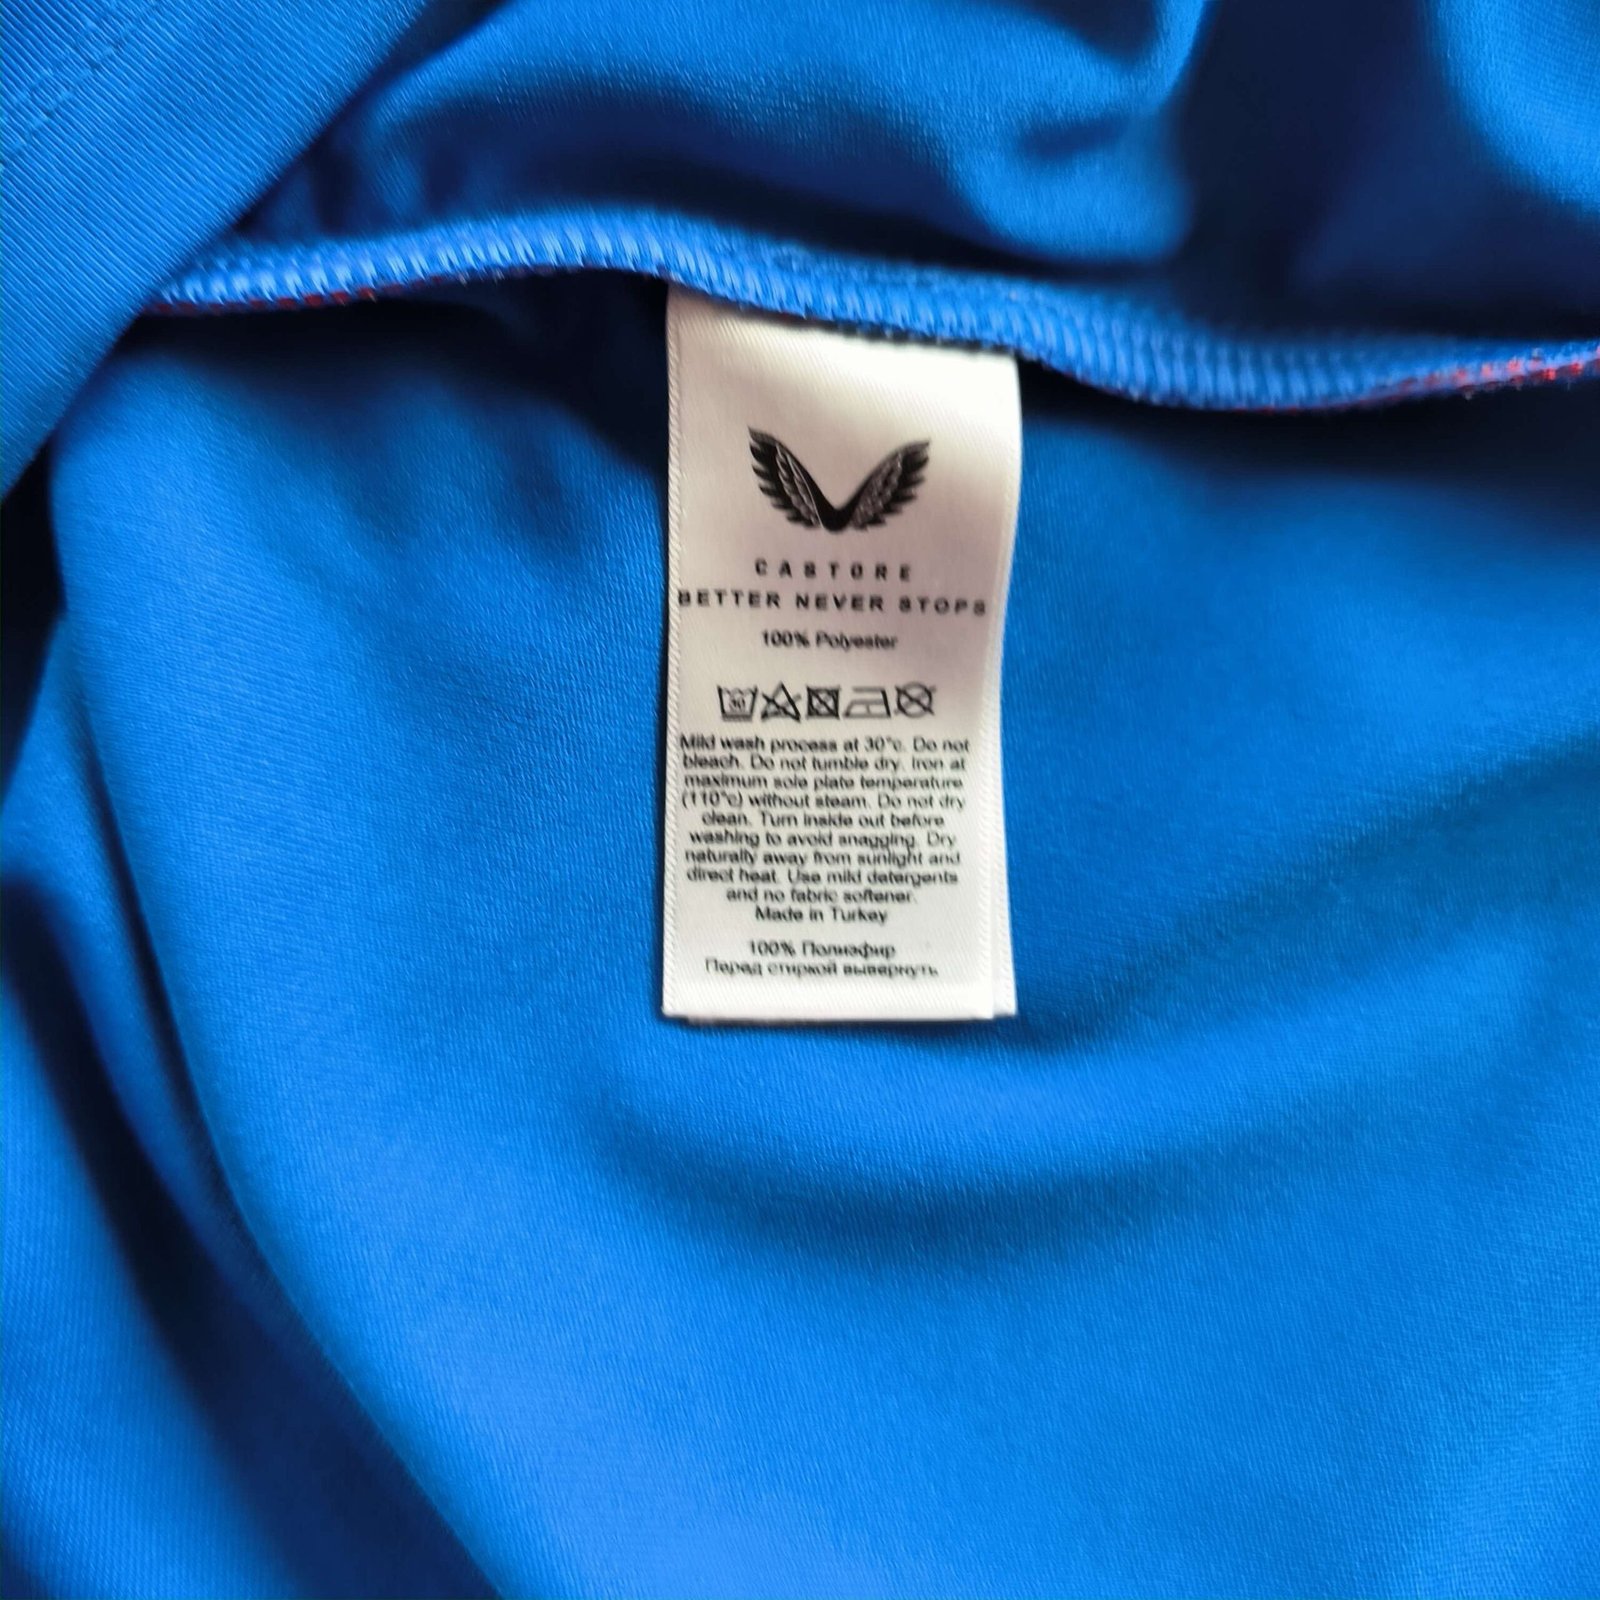 CASTORE
BETTER NEVER STOPS
100% Polyester
30
Mild wash process at 30°c. Do not
bleach. Do not tumble dry. Iron at
maximum sole plate temperature
(110°c) without steam. Do not dry
clean. Turn inside out before
washing to avoid snagging. Dry
naturally away from sunlight and
direct heat. Use mild detergents
and no fabric softener.
Made in Turkey
100% Полиэфир
Перед стиркой вывернуть